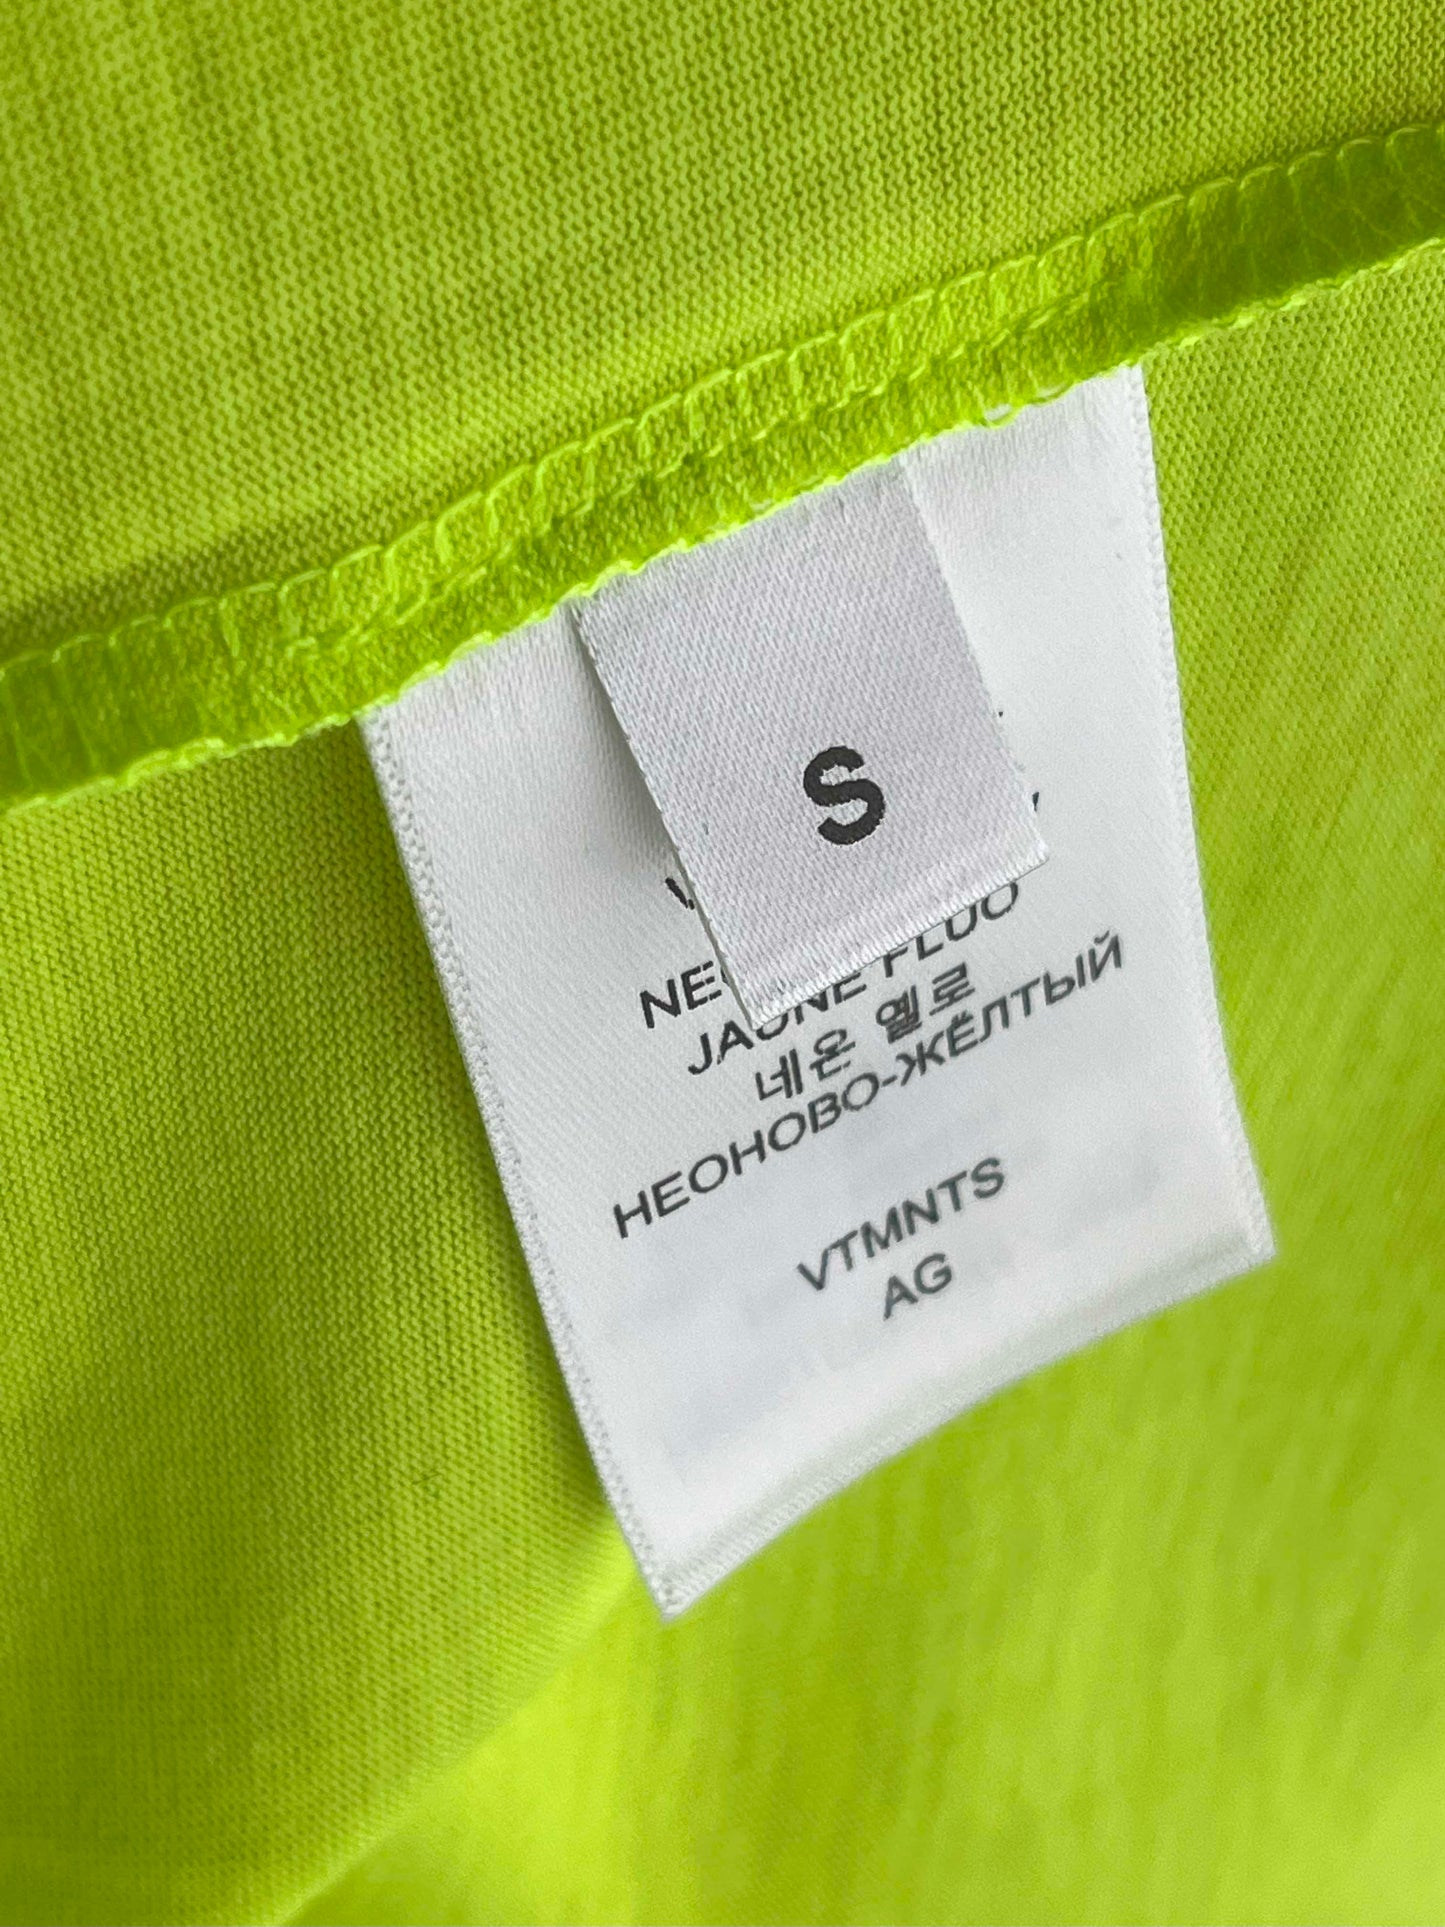 S
JAUNE FLUO
네온 옐로
НЕОНОВО-ЖЁЛТЫЙ
VTMNTS
AG